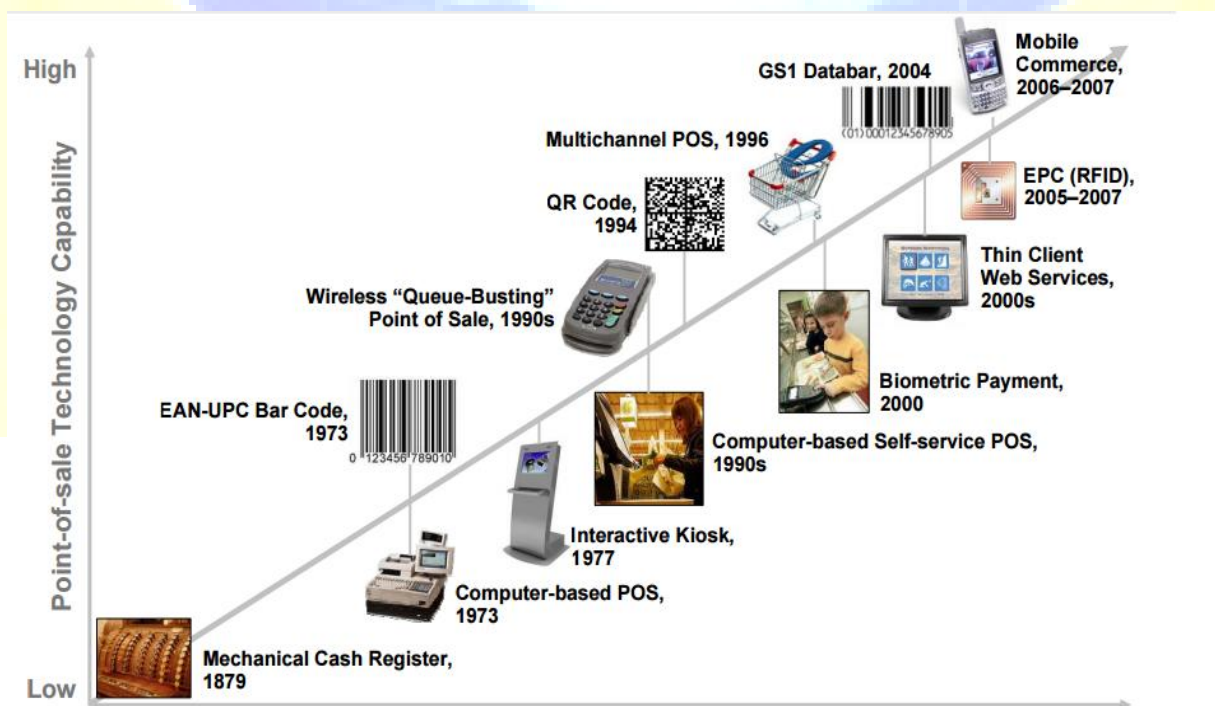 High
Point-of-sale Technology Capability
Low
Mobile
Commerce,
2006–2007
GS1 Databar, 2004
(01)00012345678905
Multichannel POS, 1996
EPC (RFID),
2005–2007
QR Code,
1994
Thin Client
Web Services,
2000s
Wireless “Queue-Busting”
Point of Sale, 1990s
Biometric Payment,
2000
EAN-UPC Bar Code,
1973
0 123456 789010
Computer-based Self-service POS,
1990s
Interactive Kiosk,
1977
Computer-based POS,
1973
Mechanical Cash Register,
1879